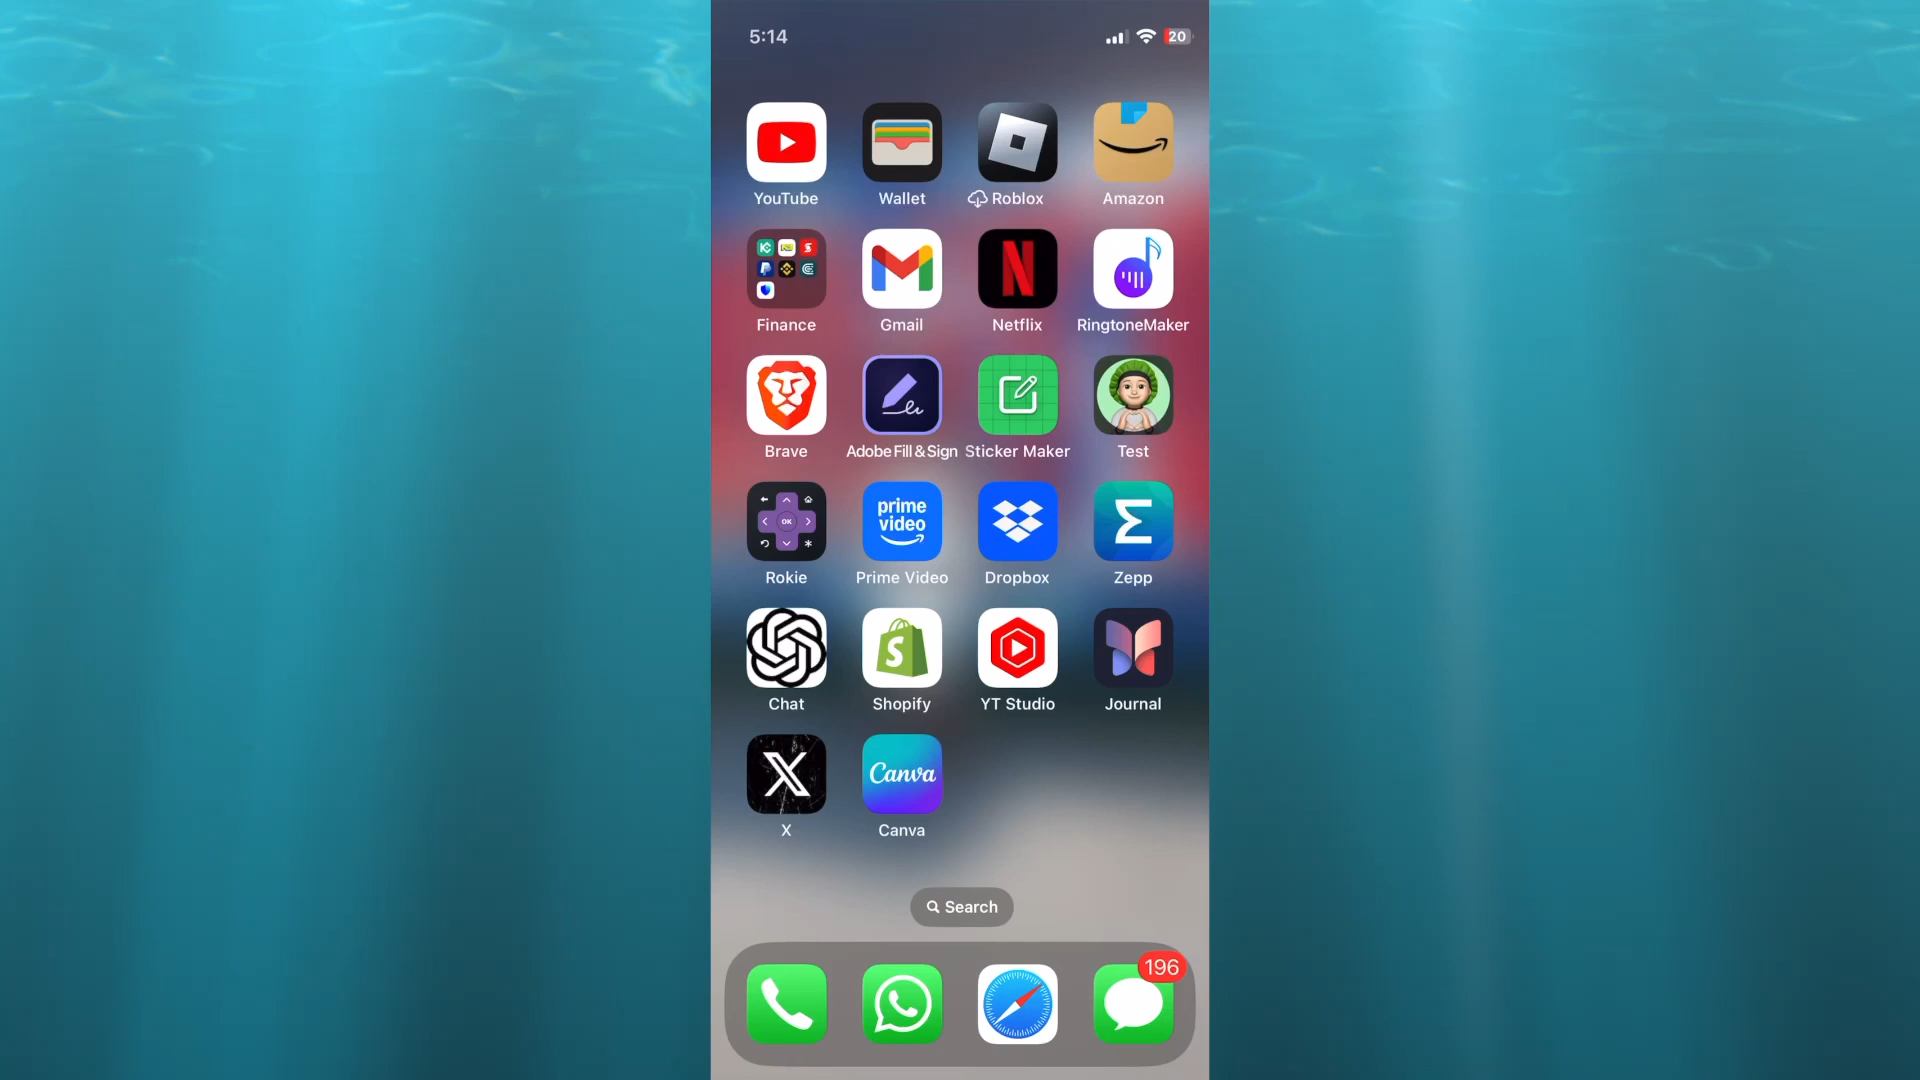 5:14
20
YouTube
Wallet
Roblox
Amazon
Finance
Gmail
Netflix
RingtoneMaker
Brave
Adobe Fill & Sign
Sticker Maker
Test
OK
prime
video
Rokie
Prime Video
Dropbox
Zepp
Chat
Shopify
YT Studio
Journal
Canva
X
Canva
Search
196